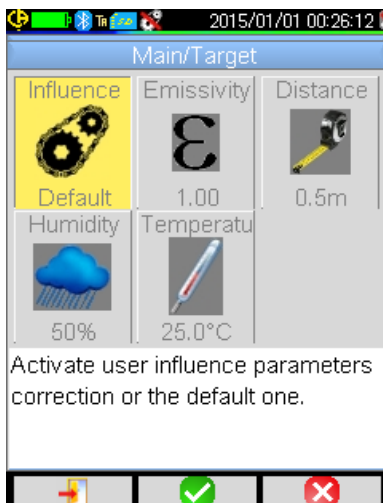 2015/01/01 00:26:12
Main/Target
Influence Emissivity Distance
ε
Default 1.00 0.5m
Humidity Temperatu
50% 25.0°C
Activate user influence parameters
correction or the default one.